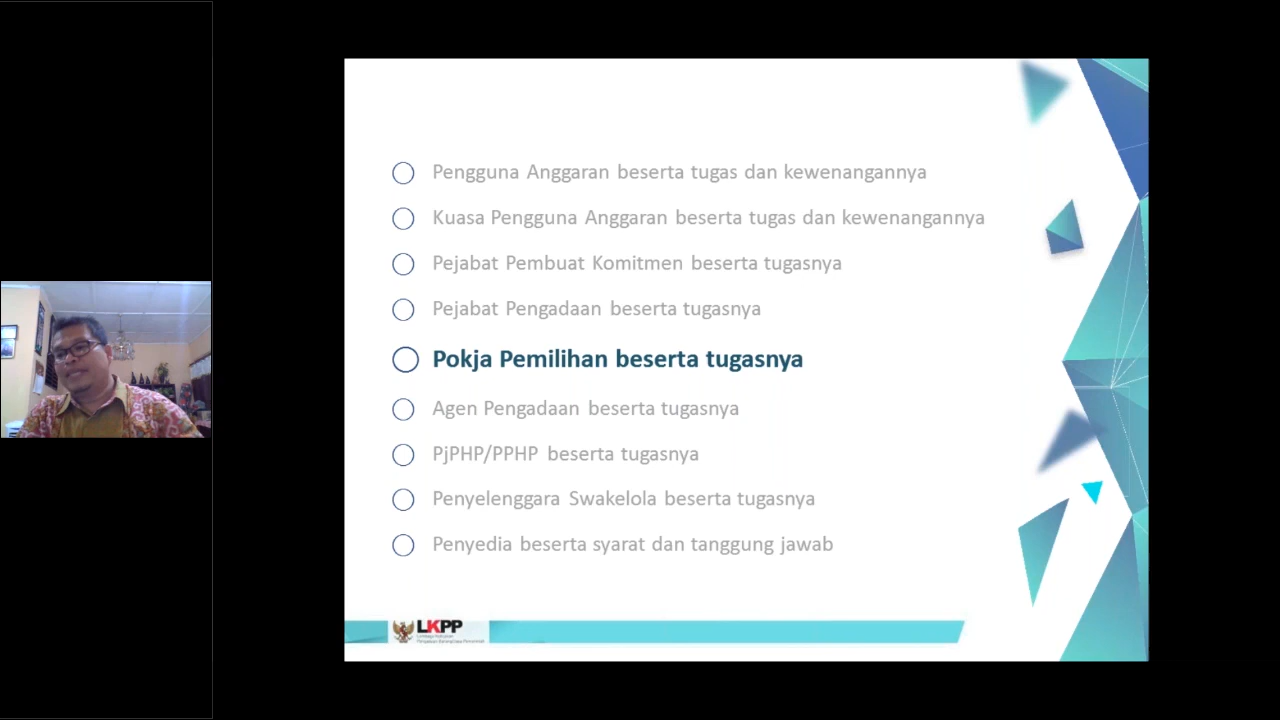 Pengguna Anggaran beserta tugas dan kewenangannya
Kuasa Pengguna Anggaran beserta tugas dan kewenangannya
Pejabat Pembuat Komitmen beserta tugasnya
Pejabat Pengadaan beserta tugasnya
Pokja Pemilihan beserta tugasnya
Agen Pengadaan beserta tugasnya
PjPHP/PPHP beserta tugasnya
Penyelenggara Swakelola beserta tugasnya
Penyedia beserta syarat dan tanggung jawab
LKPP